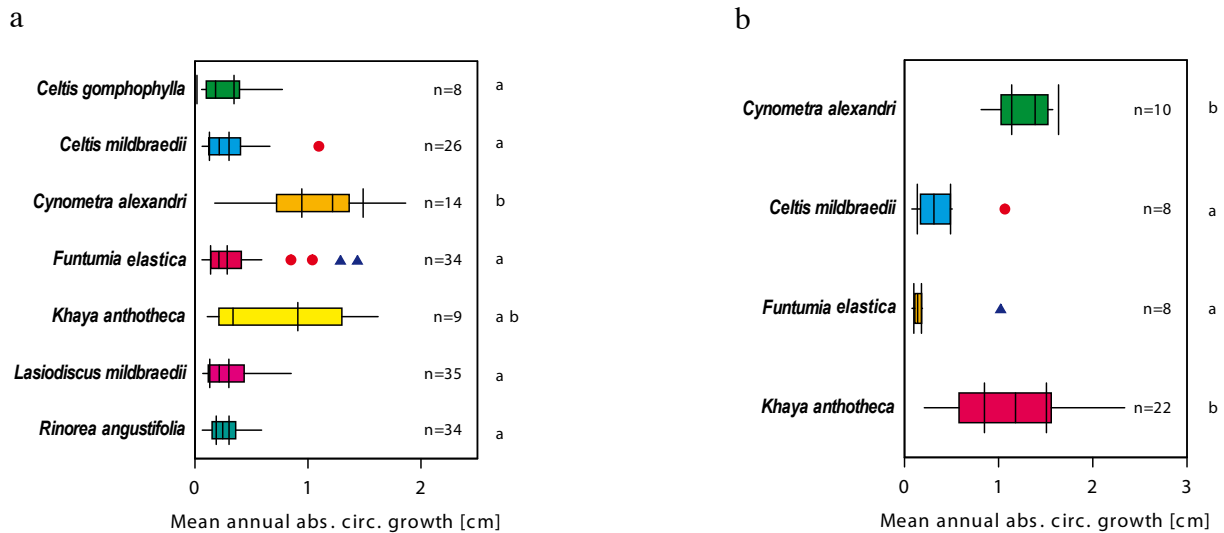 a
Celtis gomphophylla n=8 a
Celtis mildbraedii n=26 a
Cynometra alexandri n=14 b
Funtumia elastica n=34 a
Khaya anthotheca n=9 a b
Lasiodiscus mildbraedii n=35 a
Rinorea angustifolia n=34 a
0 1 2
Mean annual abs. circ. growth [cm]
b
Cynometra alexandri n=10 b
Celtis mildbraedii n=8 a
Funtumia elastica n=8 a
Khaya anthotheca n=22 b
0 1 2 3
Mean annual abs. circ. growth [cm]